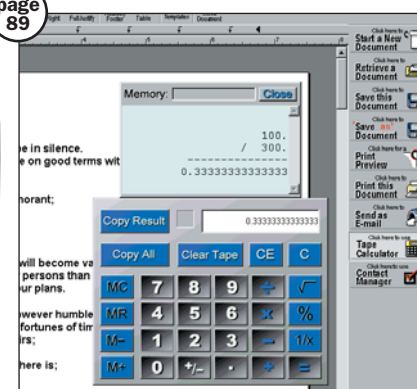 page
89
Right Full Justify Footer Table Templates Document
Memory: Close
100.
/ 300.
---------------
0.33333333333333
Copy Result 0.333333333333333
Copy All Clear Tape CE C
MC 7 8 9 ÷ √
MR 4 5 6 x %
M- 1 2 3 - 1/x
M+ 0 +/- . + =
e in silence.
e on good terms wit
norant;
will become va
persons than
ur plans.
owever humble
fortunes of tim
irs;
here is;
Click here to
Start a New
Document
Click here to
Retrieve a
Document
Click here to
Save this
Document
Click here to
Save "as"
Document
Click here for a
Print
Preview
Click here to
Print this
Document
Click here to
Send as
E-mail
Click here to use
Tape
Calculator
Click here to use
Contact
Manager